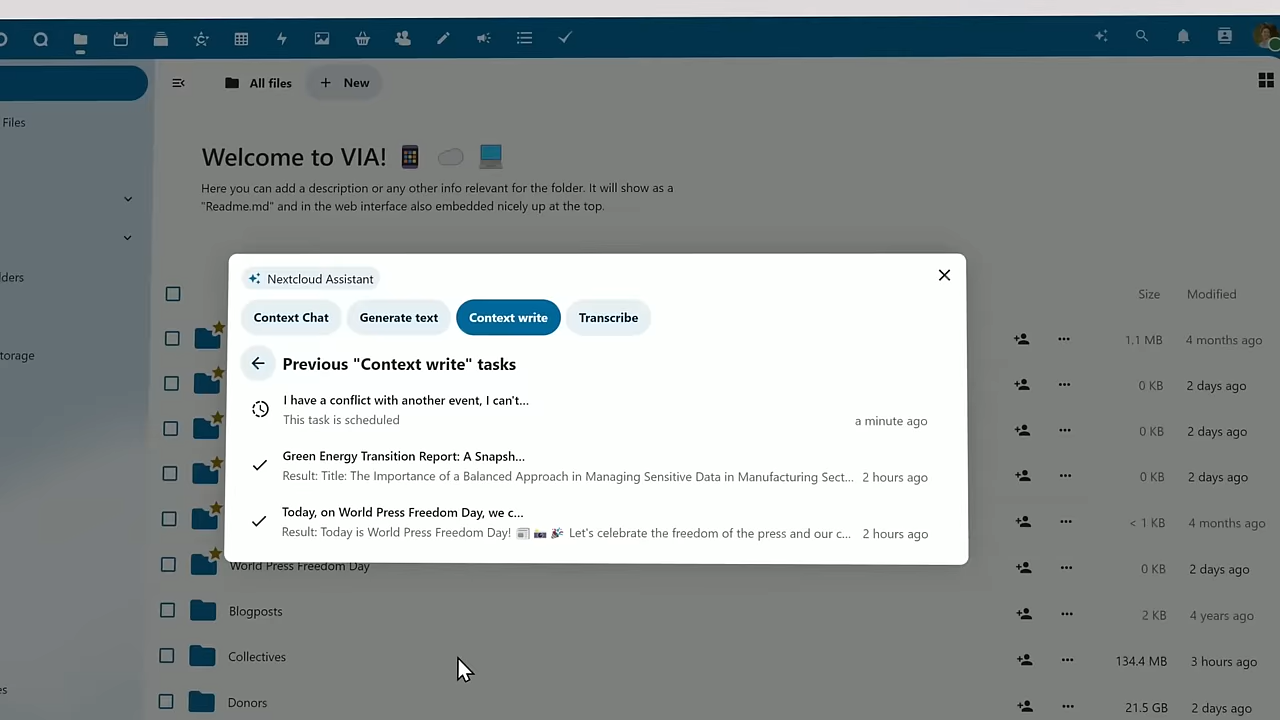 All files
+ New
Files
Welcome to VIA!
Here you can add a description or any other info relevant for the folder. It will show as a
"Readme.md" and in the web interface also embedded nicely up at the top.
Nextcloud Assistant
Context Chat
Generate text
Context write
Transcribe
Previous "Context write" tasks
I have a conflict with another event, I can't...
This task is scheduled
a minute ago
Green Energy Transition Report: A Snapsh...
Result: Title: The Importance of a Balanced Approach in Managing Sensitive Data in Manufacturing Sect... 2 hours ago
Today, on World Press Freedom Day, we c...
Result: Today is World Press Freedom Day! 📰 📷 🎉 Let's celebrate the freedom of the press and our c... 2 hours ago
lders
torage
es
Size Modified
1.1 MB 4 months ago
0 KB 2 days ago
0 KB 2 days ago
0 KB 2 days ago
< 1 KB 4 months ago
World Press Freedom Day 0 KB 2 days ago
Blogposts 2 KB 4 years ago
Collectives 134.4 MB 3 hours ago
Donors 21.5 GB 2 days ago